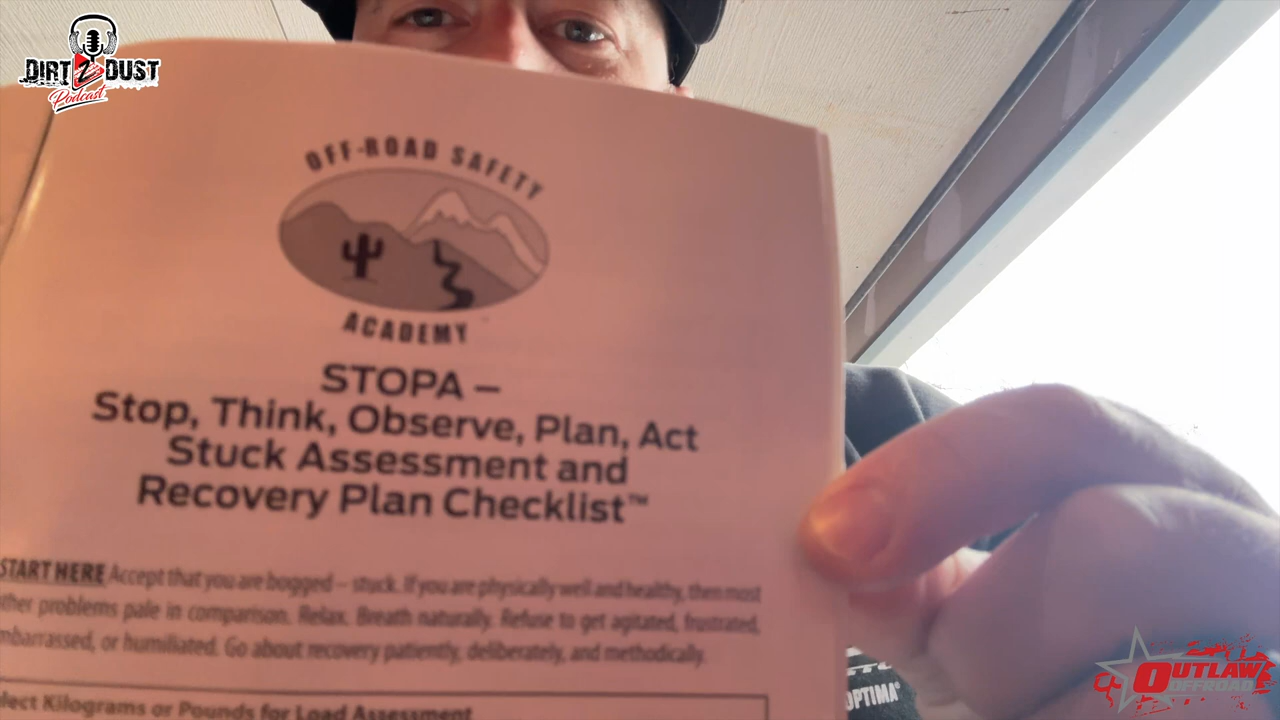 DIRT 2 DUST
Podcast
OFF-ROAD SAFETY
ACADEMY
STOPA –
Stop, Think, Observe, Plan, Act
Stuck Assessment and
Recovery Plan Checklist™
START HERE Accept that you are bogged – stuck. If you are physically well and healthy, then most
ther problems pale in comparison. Relax. Breath naturally. Refuse to get agitated, frustrated,
mbarrassed, or humiliated. Go about recovery patiently, deliberately, and methodically.
lect Kilograms or Pounds for Load Assessment
OPTIMA
OUTLAW
OFFROAD